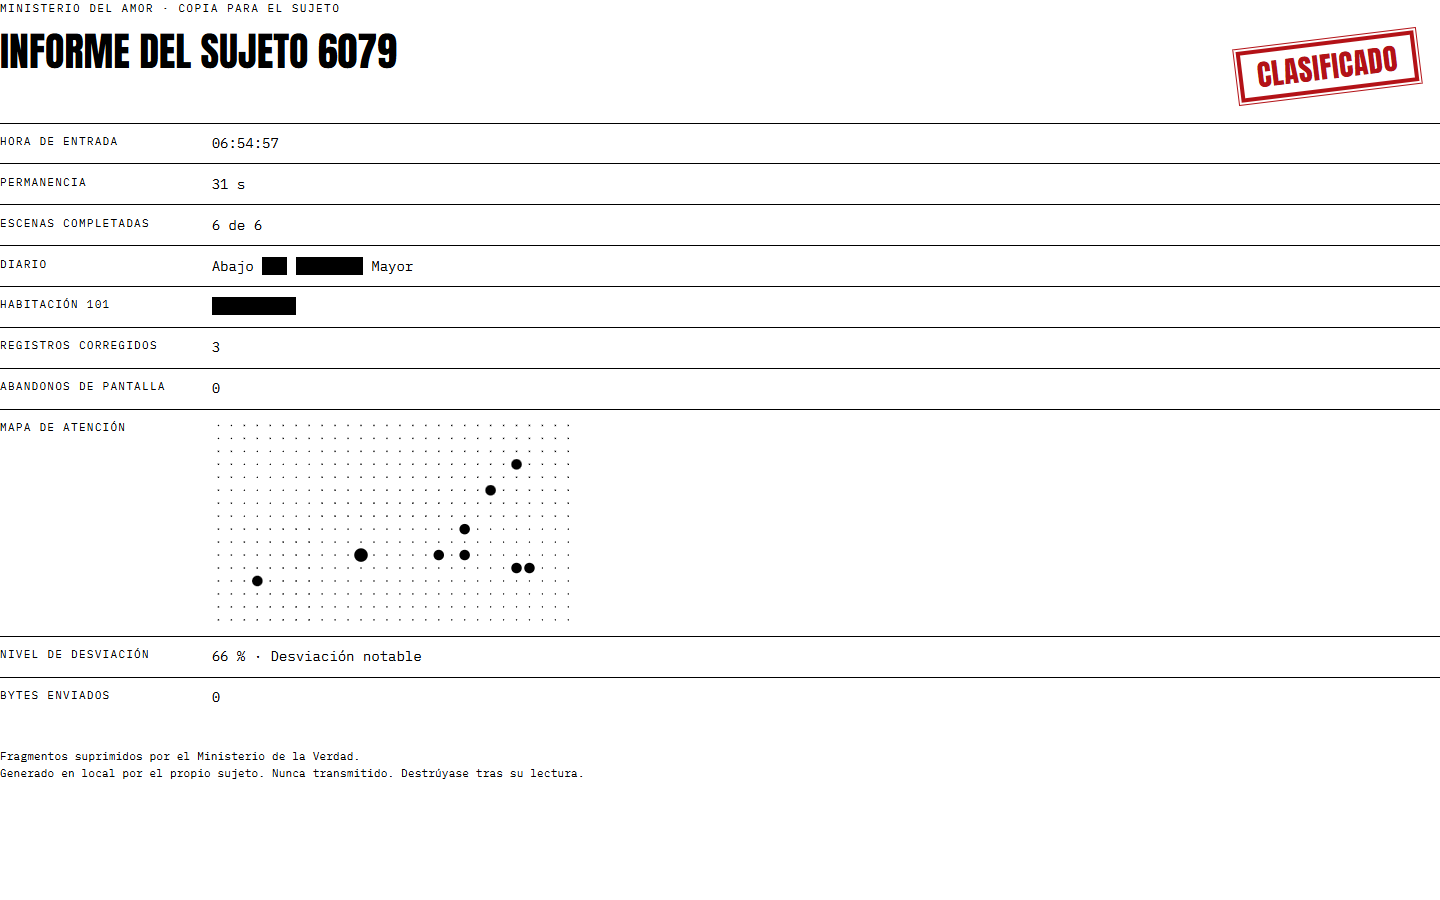 MINISTERIO DEL AMOR · COPIA PARA EL SUJETO
INFORME DEL SUJETO 6079
CLASIFICADO
HORA DE ENTRADA 06:54:57
PERMANENCIA 31 s
ESCENAS COMPLETADAS 6 de 6
DIARIO Abajo Mayor
HABITACIÓN 101
REGISTROS CORREGIDOS 3
ABANDONOS DE PANTALLA 0
MAPA DE ATENCIÓN
NIVEL DE DESVIACIÓN 66 % · Desviación notable
BYTES ENVIADOS 0
Fragmentos suprimidos por el Ministerio de la Verdad.
Generado en local por el propio sujeto. Nunca transmitido. Destrúyase tras su lectura.